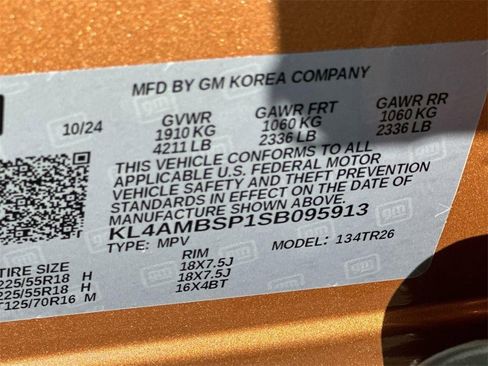 MFD BY GM KOREA COMPANY
10/24 GVWR GAWR FRT GAWR RR
1910 KG 1060 KG 1060 KG
4211 LB 2336 LB 2336 LB
THIS VEHICLE CONFORMS TO ALL
APPLICABLE U.S. FEDERAL MOTOR
VEHICLE SAFETY AND THEFT PREVENTION
STANDARDS IN EFFECT ON THE DATE OF
MANUFACTURE SHOWN ABOVE.
KL4AMBSP1SB095913
TYPE: MPV MODEL: 134TR26
TIRE SIZE RIM
225/55R18 H 18X7.5J
225/55R18 H 18X7.5J
T125/70R16 M 16X4BT